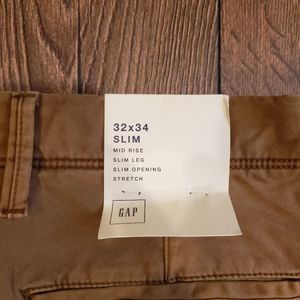 32x34
SLIM
MID RISE
SLIM LEG
SLIM OPENING
STRETCH
GAP